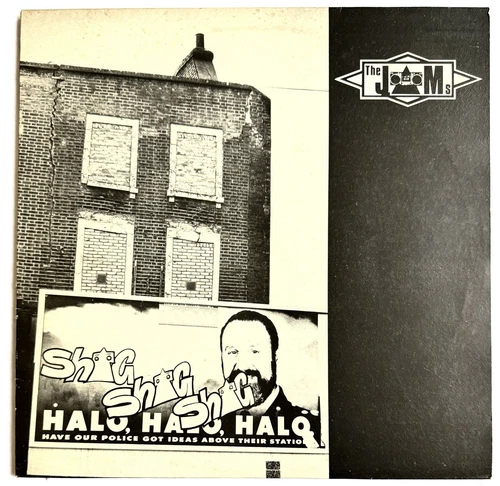 The JAMs
Shag Shag Shag
HALO, HALO, HALO
HAVE OUR POLICE GOT IDEAS ABOVE THEIR STATION